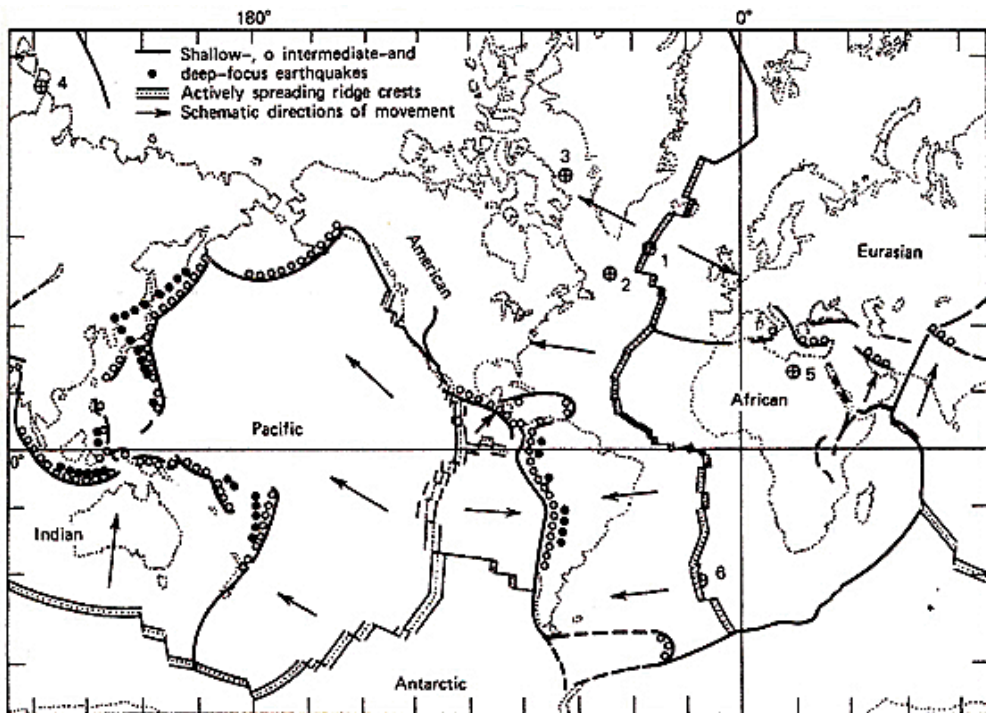 180°
0°
4
Shallow-, o intermediate-and
deep-focus earthquakes
Actively spreading ridge crests
Schematic directions of movement
3
American
Eurasian
1
2
5
African
Pacific
0°
Indian
6
Antarctic